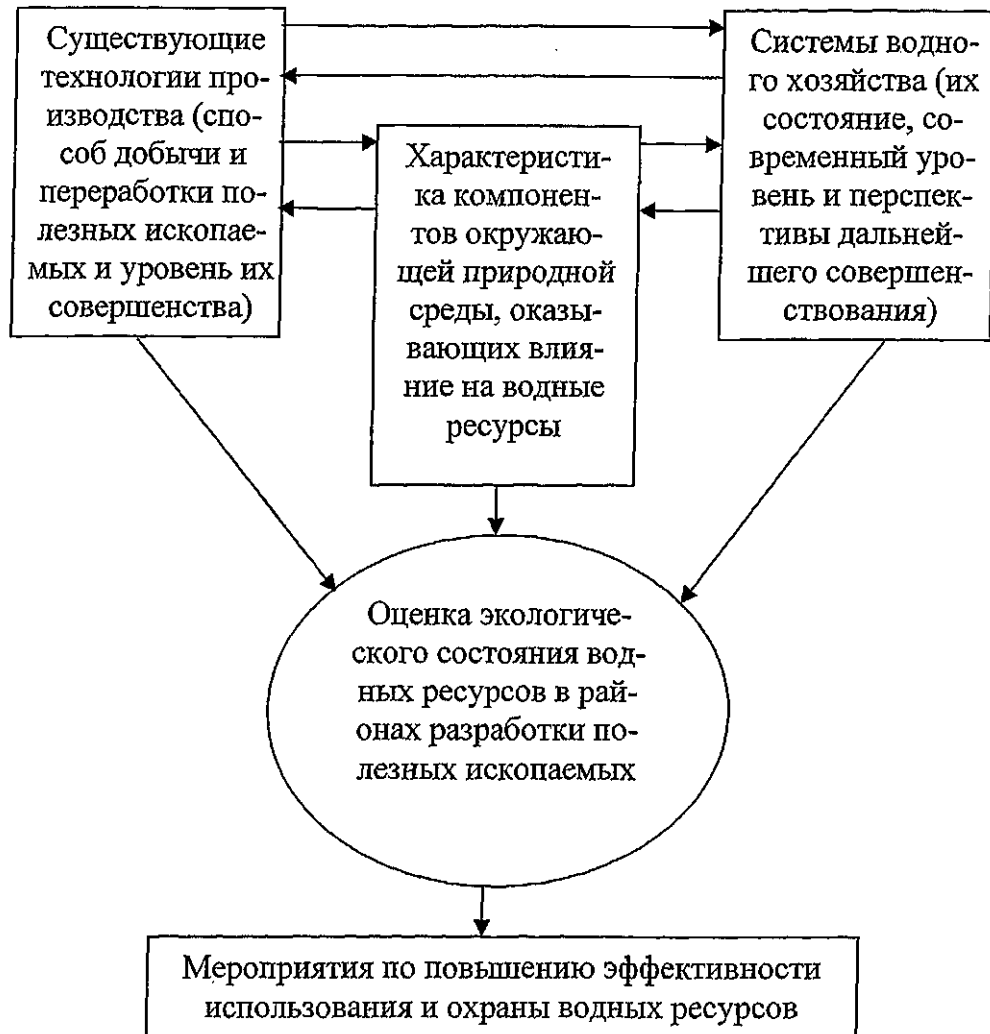 Существующие
технологии про-
изводства (спо-
соб добычи и
переработки по-
лезных ископае-
мых и уровень их
совершенства)
Характеристи-
ка компонен-
тов окружаю-
щей природной
среды, оказы-
вающих влия-
ние на водные
ресурсы
Системы водно-
го хозяйства (их
состояние, со-
временный уро-
вень и перспек-
тивы дальней-
шего совершен-
ствования)
Оценка экологиче-
ского состояния вод-
ных ресурсов в рай-
онах разработки по-
лезных ископаемых
Мероприятия по повышению эффективности
использования и охраны водных ресурсов